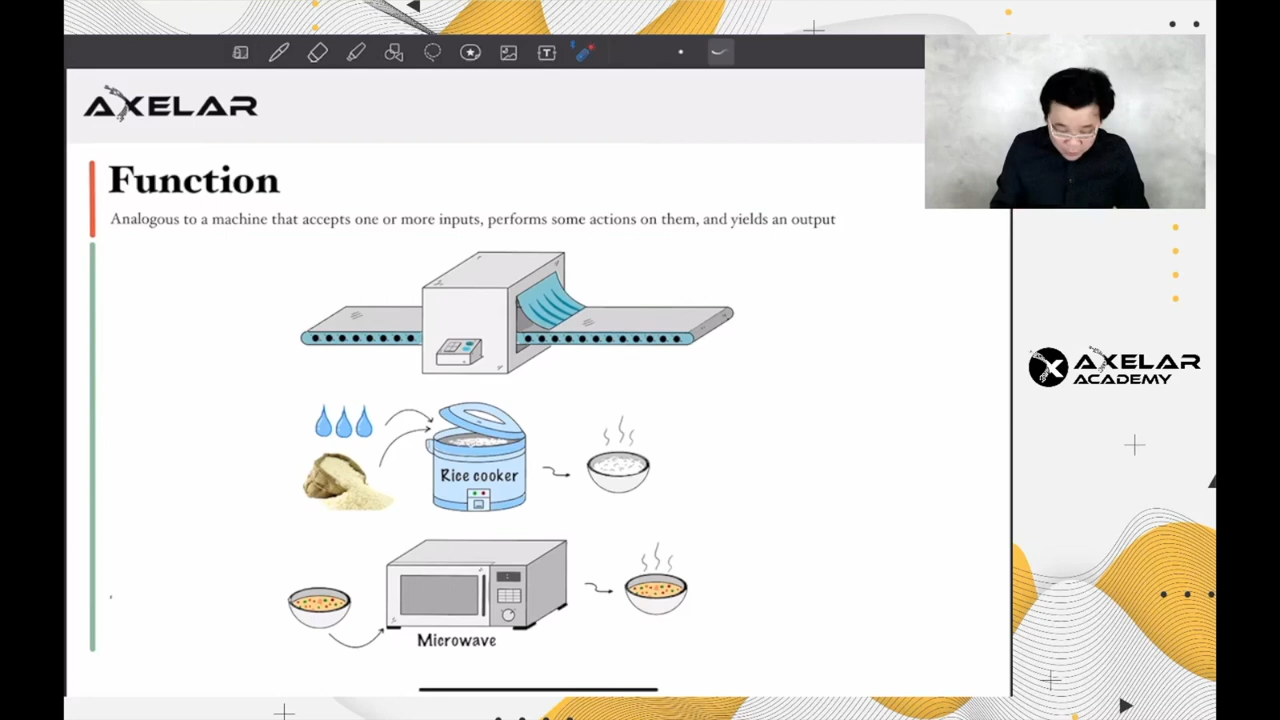 AXELAR
Function
Analogous to a machine that accepts one or more inputs, performs some actions on them, and yields an output
Rice cooker
Microwave
AXELAR
ACADEMY